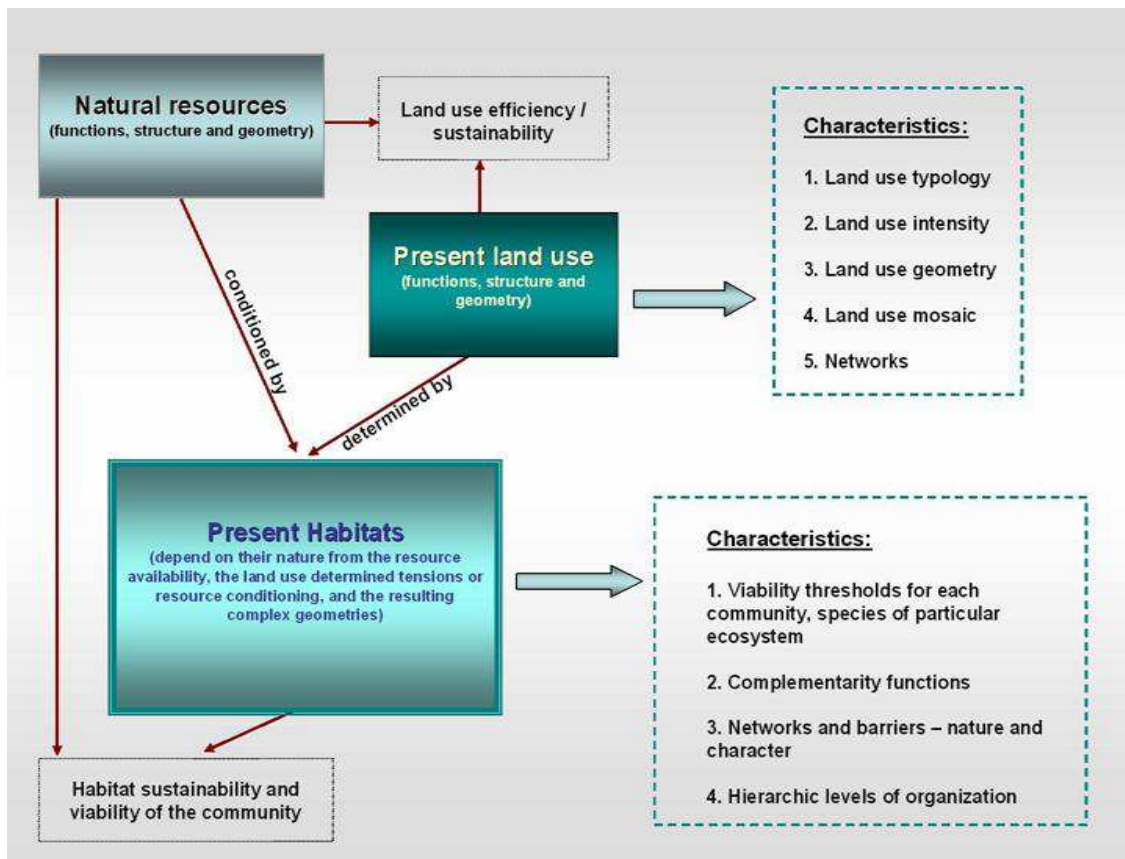 Natural resources
(functions, structure and geometry)
Land use efficiency /
sustainability
Present land use
(functions, structure and
geometry)
Characteristics:
1. Land use typology
2. Land use intensity
3. Land use geometry
4. Land use mosaic
5. Networks
conditioned by
determined by
Present Habitats
(depend on their nature from the resource
availability, the land use determined tensions or
resource conditioning, and the resulting
complex geometries)
Characteristics:
1. Viability thresholds for each
community, species of particular
ecosystem
2. Complementarity functions
3. Networks and barriers – nature and
character
4. Hierarchic levels of organization
Habitat sustainability and
viability of the community